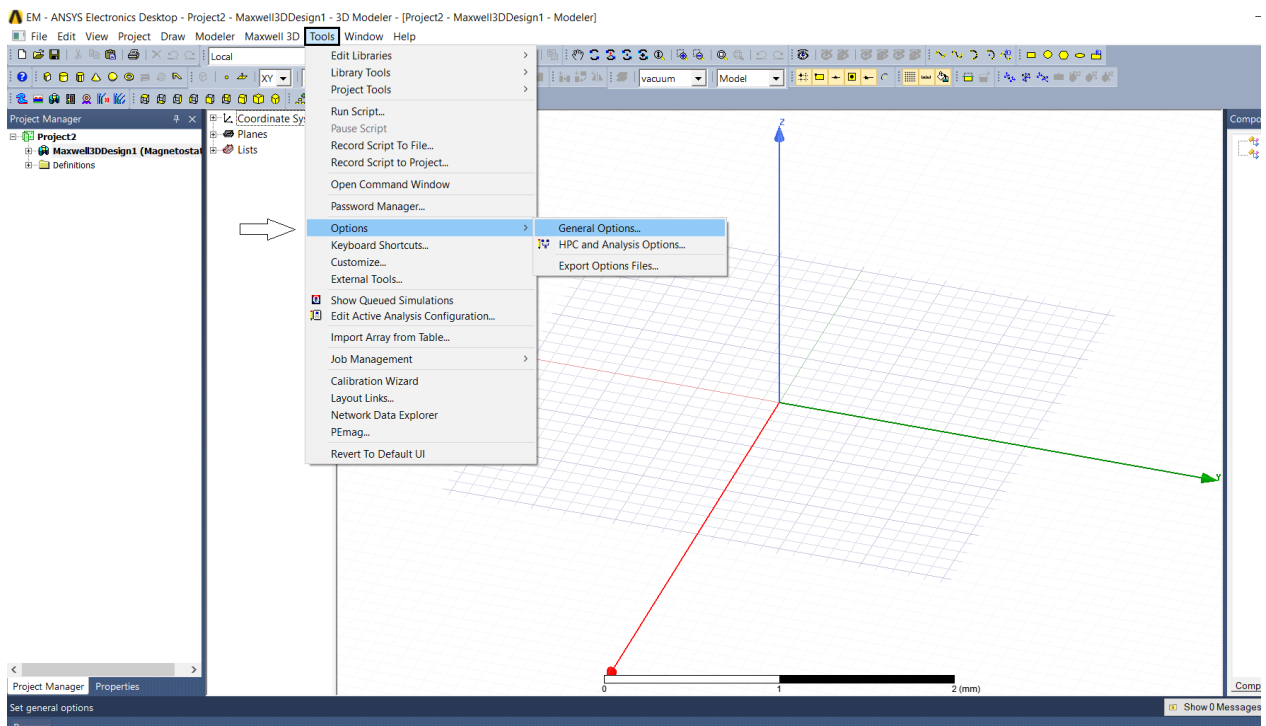 EM - ANSYS Electronics Desktop - Project2 - Maxwell3DDesign1 - 3D Modeler - [Project2 - Maxwell3DDesign1 - Modeler]
File Edit View Project Draw Modeler Maxwell 3D Tools Window Help
Local
XY
vacuum
Model
Project Manager
Project2
Maxwell3DDesign1 (Magnetostat
Definitions
Coordinate Sys
Planes
Lists
Edit Libraries
Library Tools
Project Tools
Run Script...
Pause Script
Record Script To File...
Record Script to Project...
Open Command Window
Password Manager...
Options
Keyboard Shortcuts...
Customize...
External Tools...
Show Queued Simulations
Edit Active Analysis Configuration...
Import Array from Table...
Job Management
Calibration Wizard
Layout Links...
Network Data Explorer
PEmag...
Revert To Default UI
General Options...
HPC and Analysis Options...
Export Options Files...
Z
Y
0 1 2 (mm)
Compo
Comp
Project Manager Properties
Set general options
Show 0 Messages